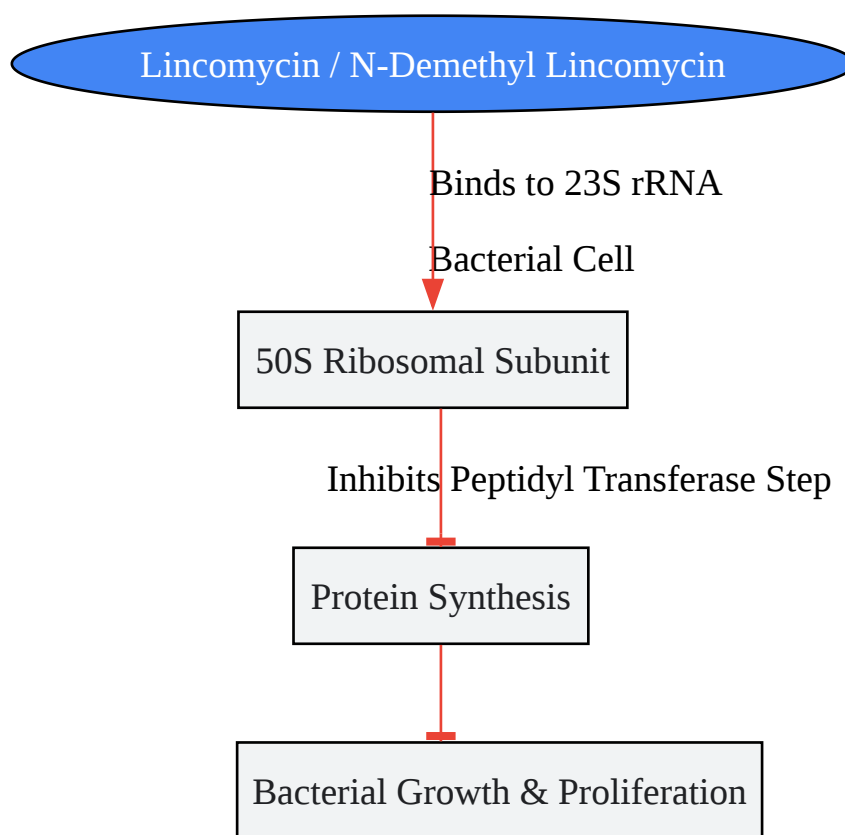 Lincomycin / N-Demethyl Lincomycin
Binds to 23S rRNA
Bacterial Cell
50S Ribosomal Subunit
Inhibits Peptidyl Transferase Step
Protein Synthesis
Bacterial Growth & Proliferation